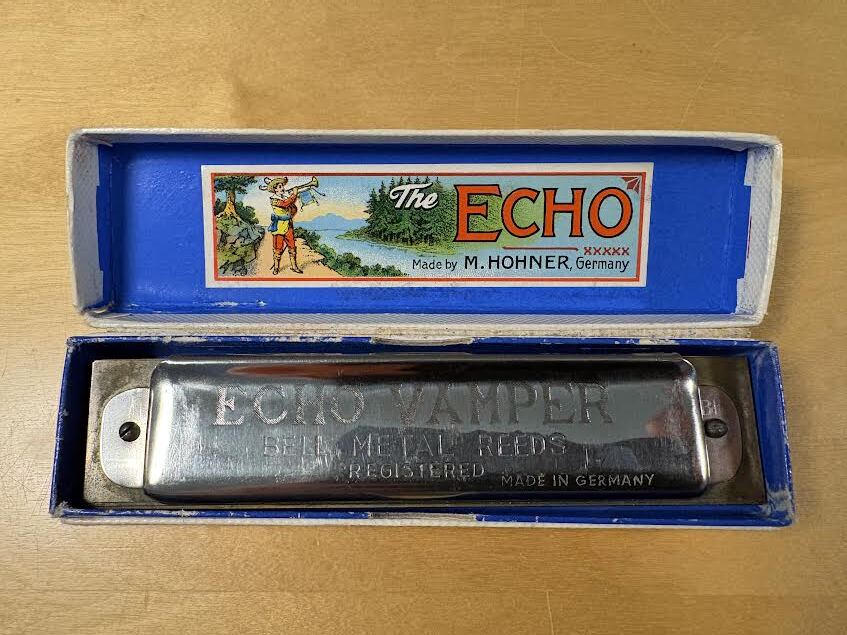 The ECHO
xxxxx
Made by M. HOHNER, Germany
ECHO VAMPER
BELL METAL REEDS
REGISTERED
MADE IN GERMANY